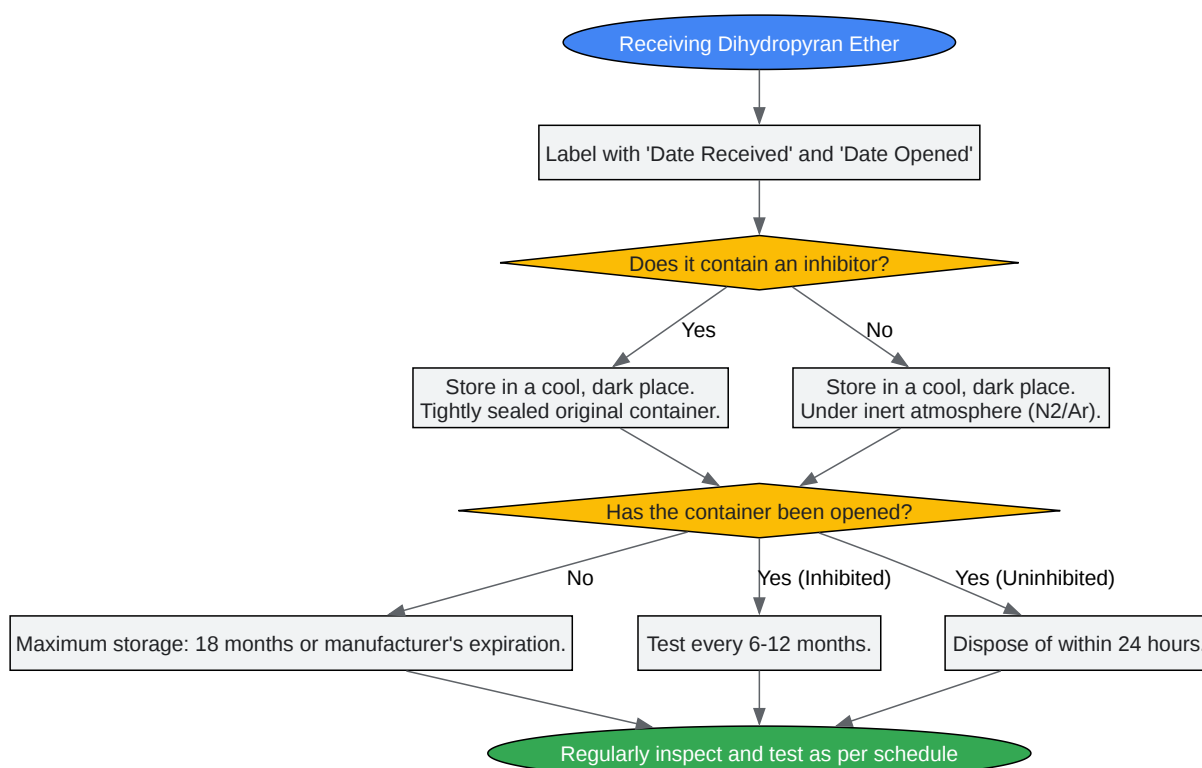 Receiving Dihydropyran Ether
Label with 'Date Received' and 'Date Opened'
Does it contain an inhibitor?
Yes
No
Store in a cool, dark place.
Tightly sealed original container.
Store in a cool, dark place.
Under inert atmosphere (N2/Ar).
Has the container been opened?
No
Yes (Inhibited)
Yes (Uninhibited)
Maximum storage: 18 months or manufacturer's expiration.
Test every 6-12 months.
Dispose of within 24 hours.
Regularly inspect and test as per schedule